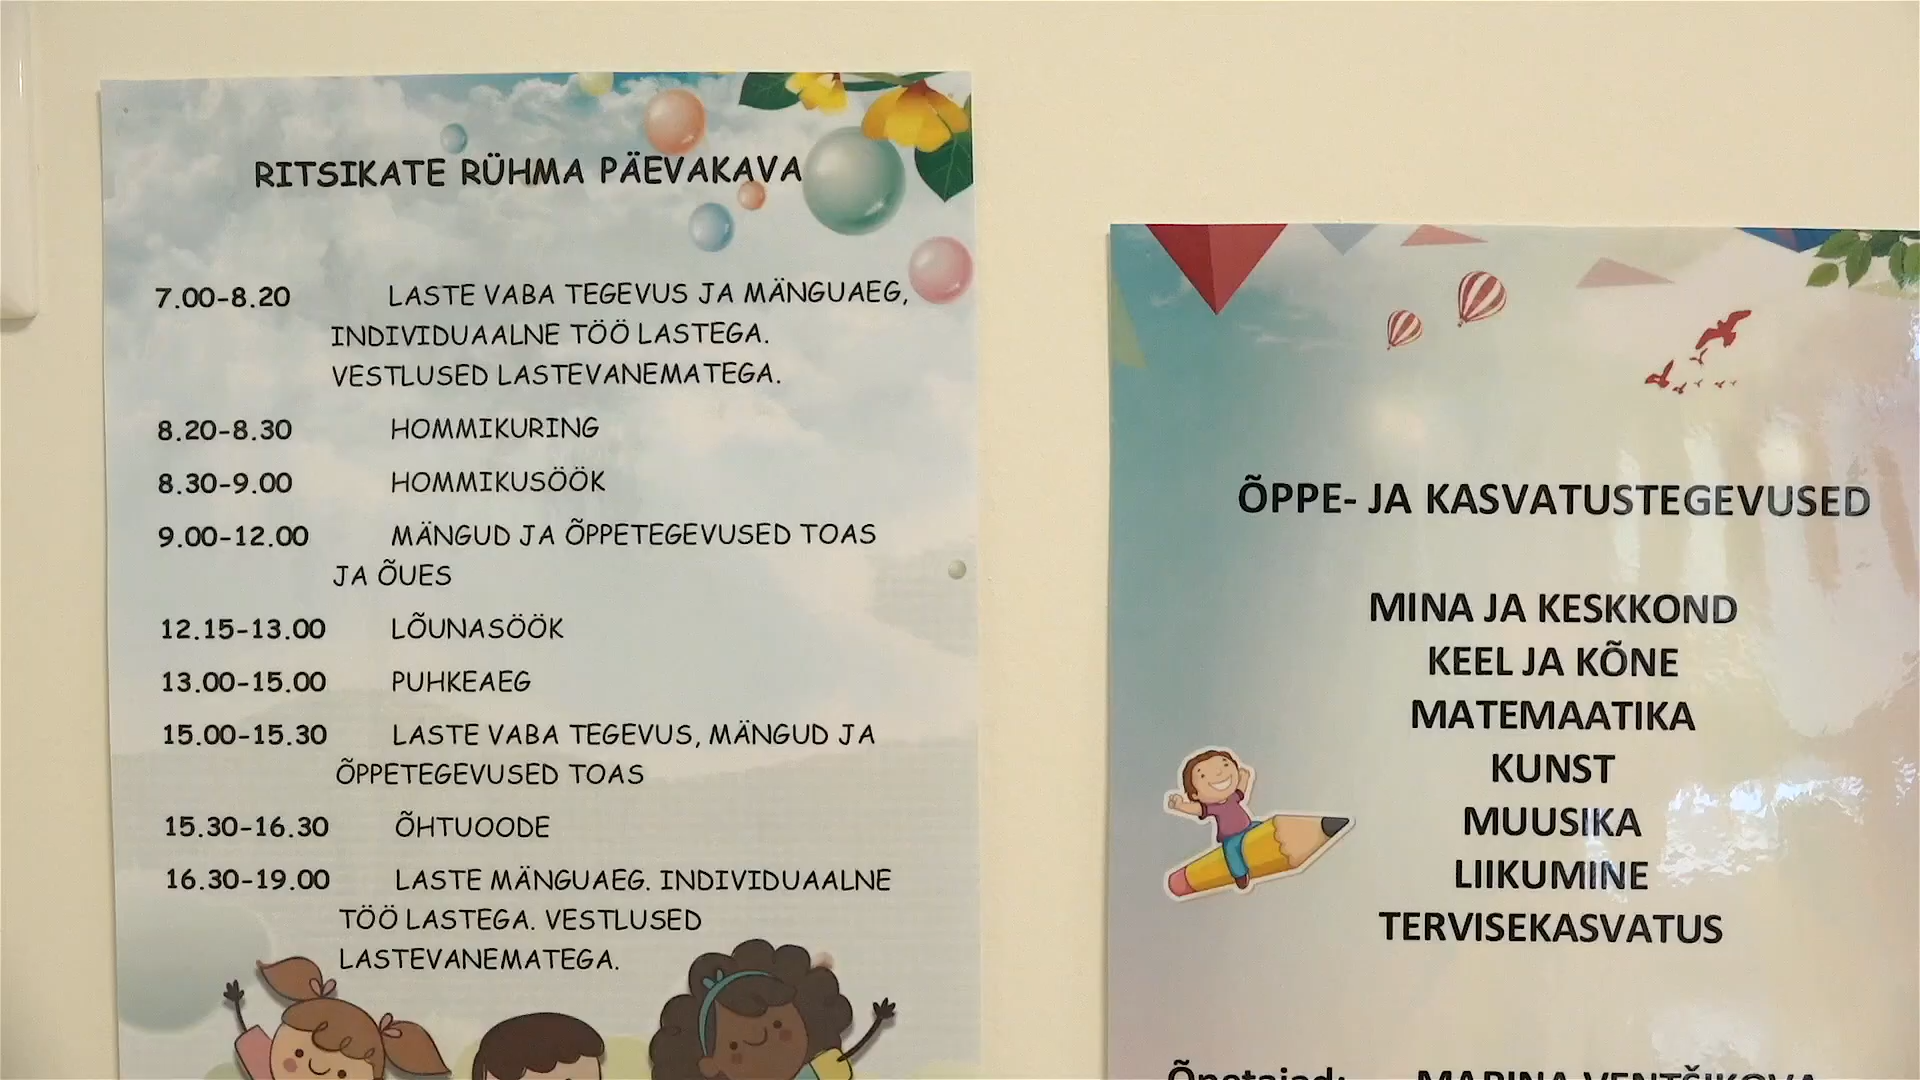 RITSIKATE RÜHMA PÄEVAKAVA
7.00-8.20 LASTE VABA TEGEVUS JA MÄNGUAEG,
INDIVIDUAALNE TÖÖ LASTEGA.
VESTLUSED LASTEVANEMATEGA.
8.20-8.30 HOMMIKURING
8.30-9.00 HOMMIKUSÖÖK
9.00-12.00 MÄNGUD JA ÕPPETEGEVUSED TOAS
JA ÕUES
12.15-13.00 LÕUNASÖÖK
13.00-15.00 PUHKEAEG
15.00-15.30 LASTE VABA TEGEVUS, MÄNGUD JA
ÕPPETEGEVUSED TOAS
15.30-16.30 ÕHTUOODE
16.30-19.00 LASTE MÄNGUAEG. INDIVIDUAALNE
TÖÖ LASTEGA. VESTLUSED
LASTEVANEMATEGA.
ÕPPE- JA KASVATUSTEGEVUSED
MINA JA KESKKOND
KEEL JA KÕNE
MATEMAATIKA
KUNST
MUUSIKA
LIIKUMINE
TERVISEKASVATUS
Õpetajad: MARINA VENTŠIKOVA